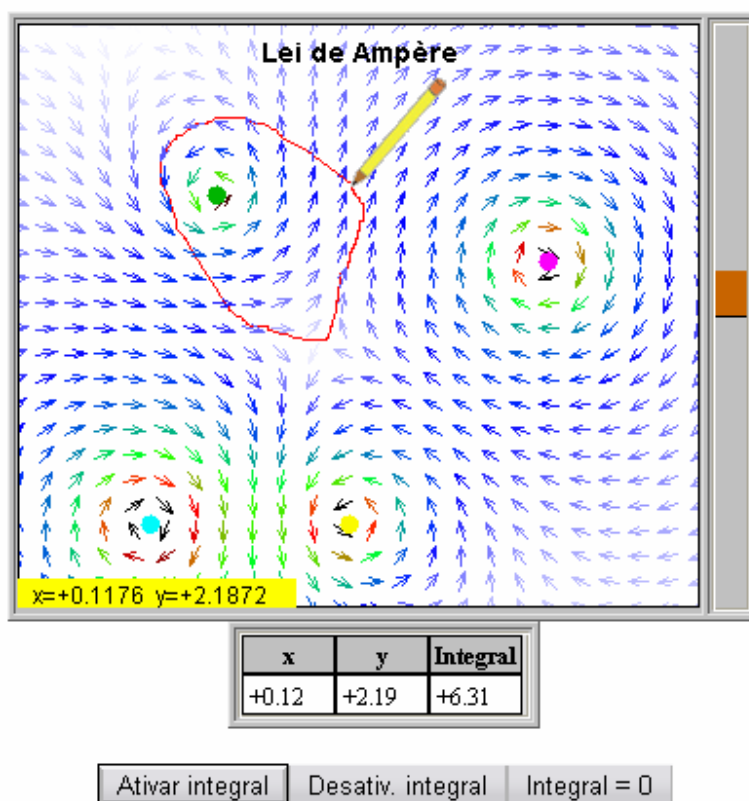 Lei de Ampère
x=+0.1176 y=+2.1872
x y Integral
+0.12 +2.19 +6.31
Ativar integral Desativ. integral Integral = 0